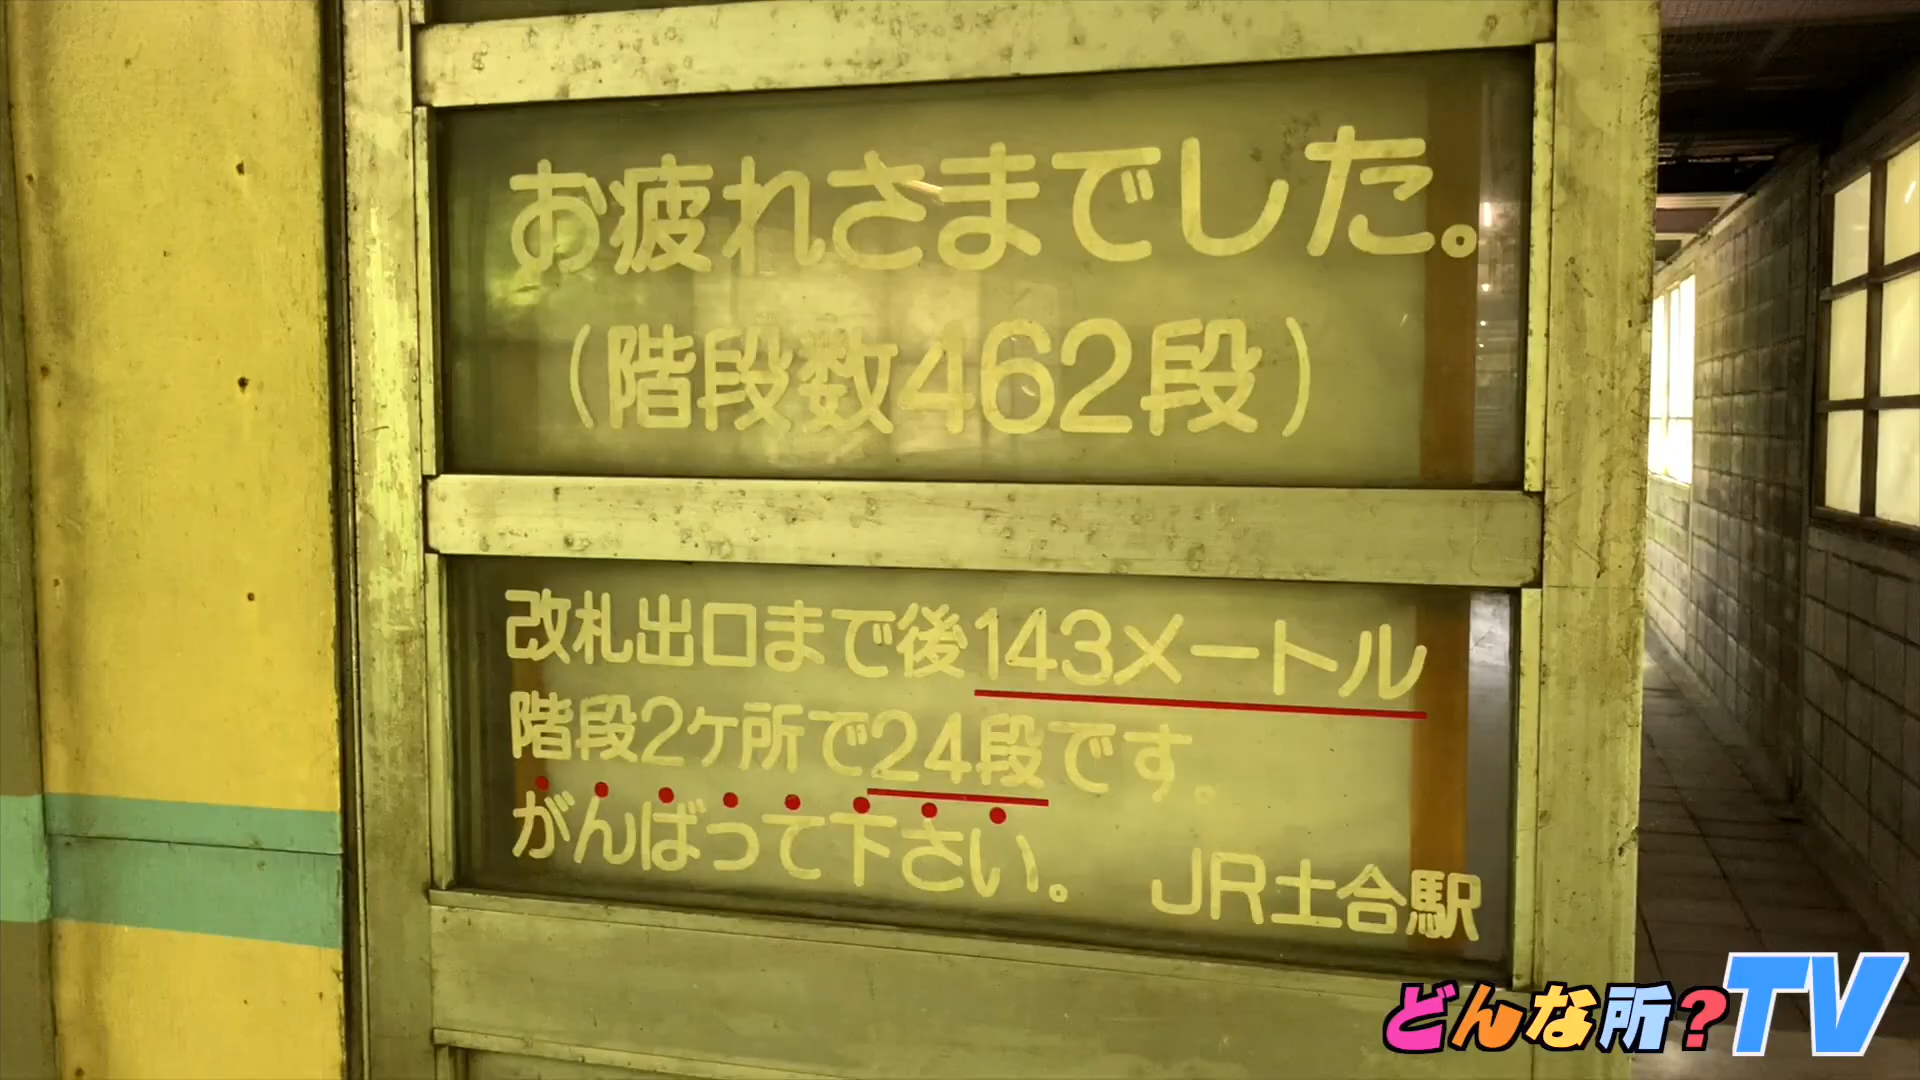 お疲れさまでした。
（階段数462段）
改札出口まで後143メートル
階段2ケ所で24段です。
がんばって下さい。 JR土合駅
どんな所?TV